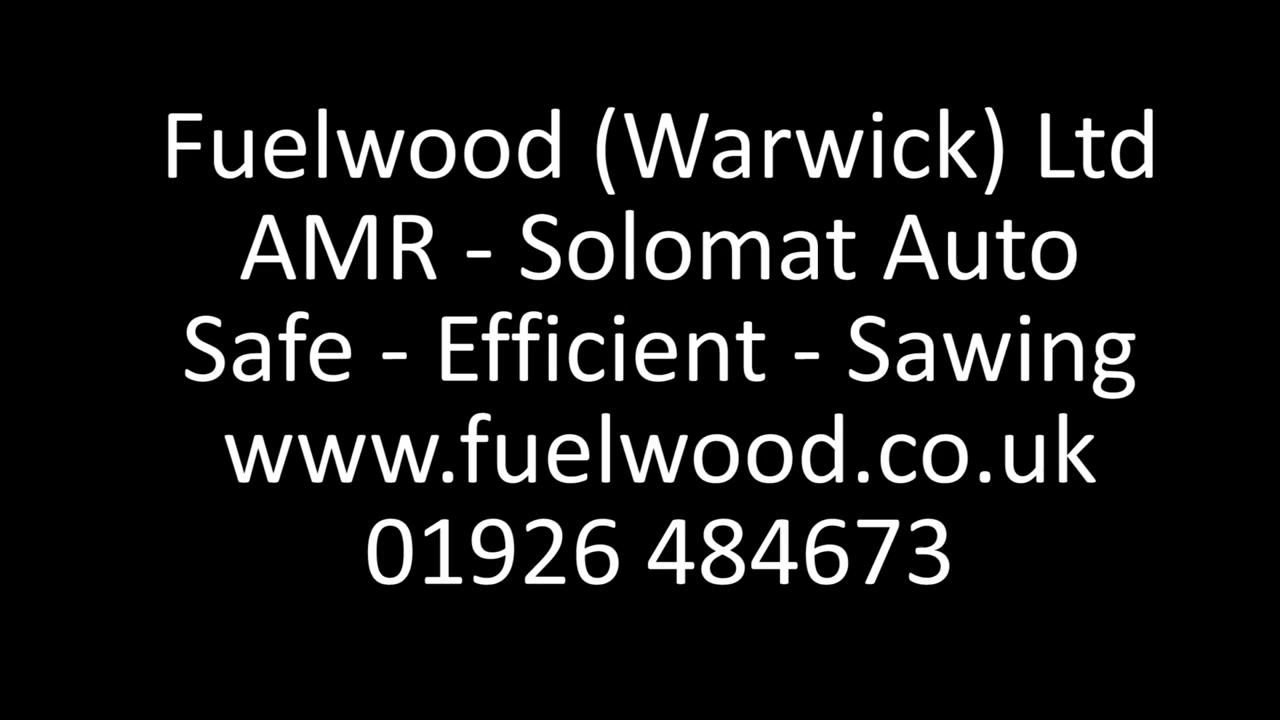 Fuelwood (Warwick) Ltd
AMR - Solomat Auto
Safe - Efficient - Sawing
www.fuelwood.co.uk
01926 484673